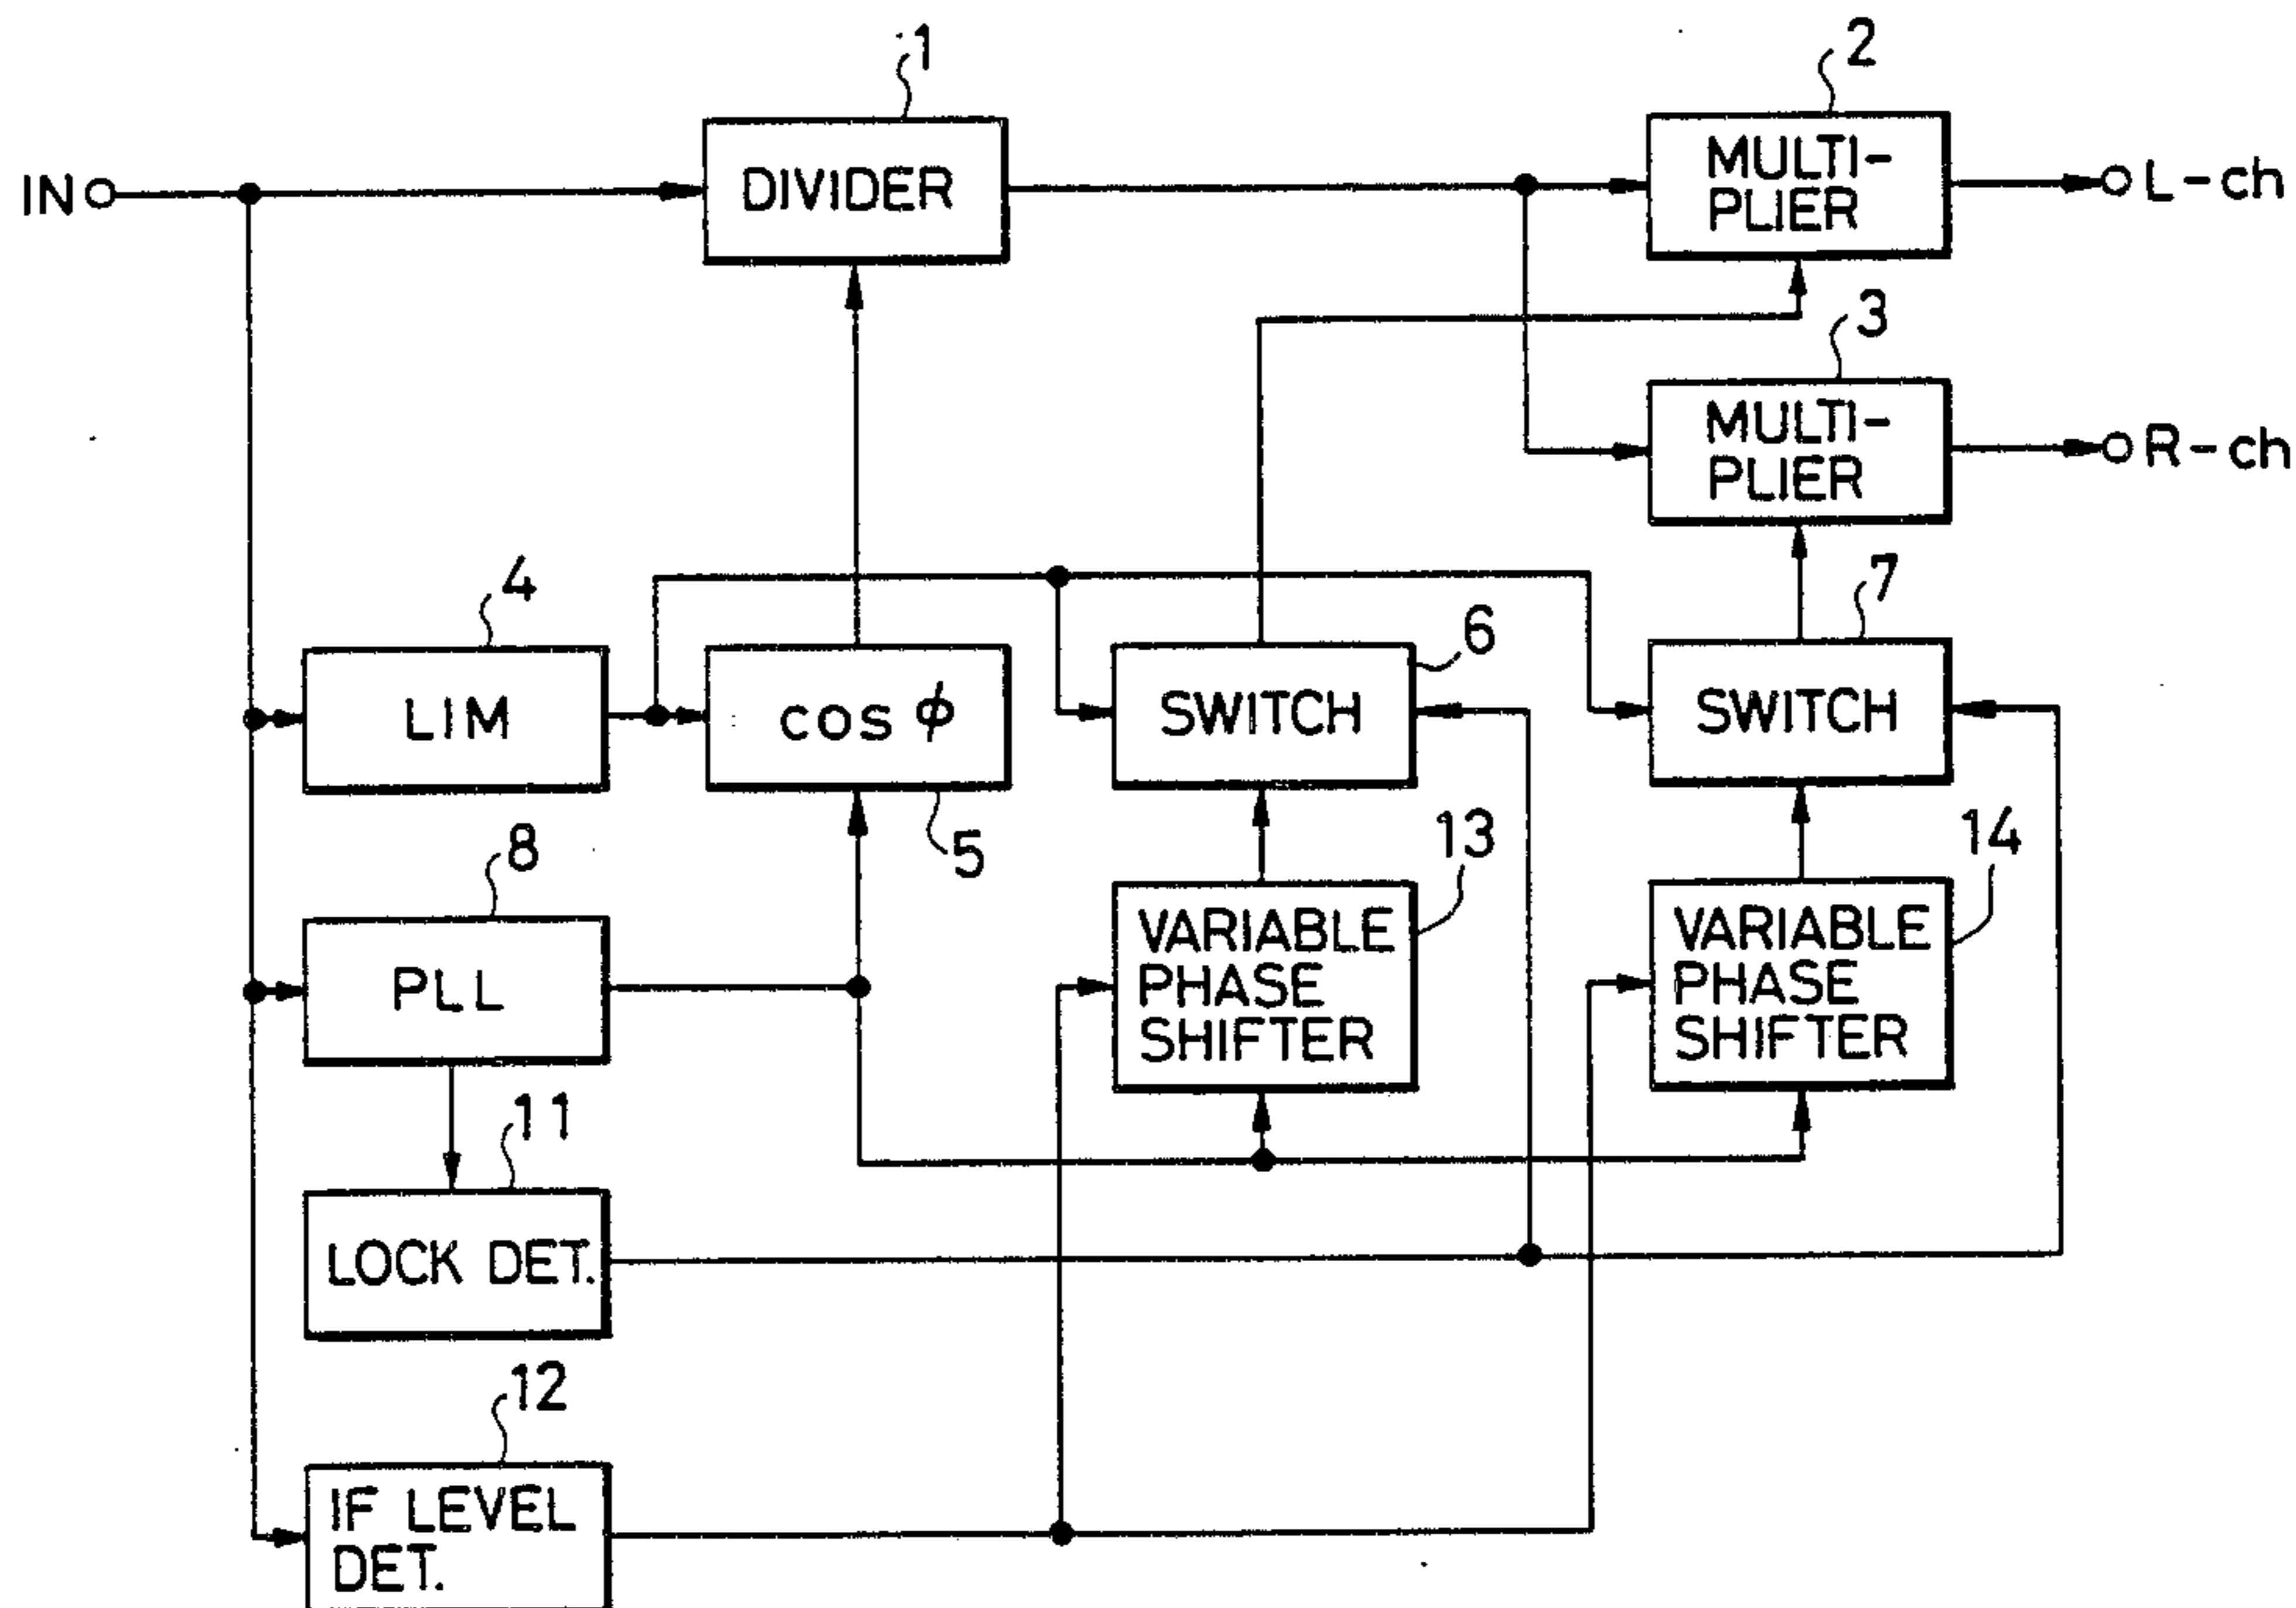 1
2
IN
DIVIDER
MULTI-
PLIER
L-ch
3
MULTI-
PLIER
R-ch
4
LIM
cos ϕ
5
6
SWITCH
7
SWITCH
8
PLL
13
VARIABLE
PHASE
SHIFTER
14
VARIABLE
PHASE
SHIFTER
11
LOCK DET.
12
IF LEVEL
DET.